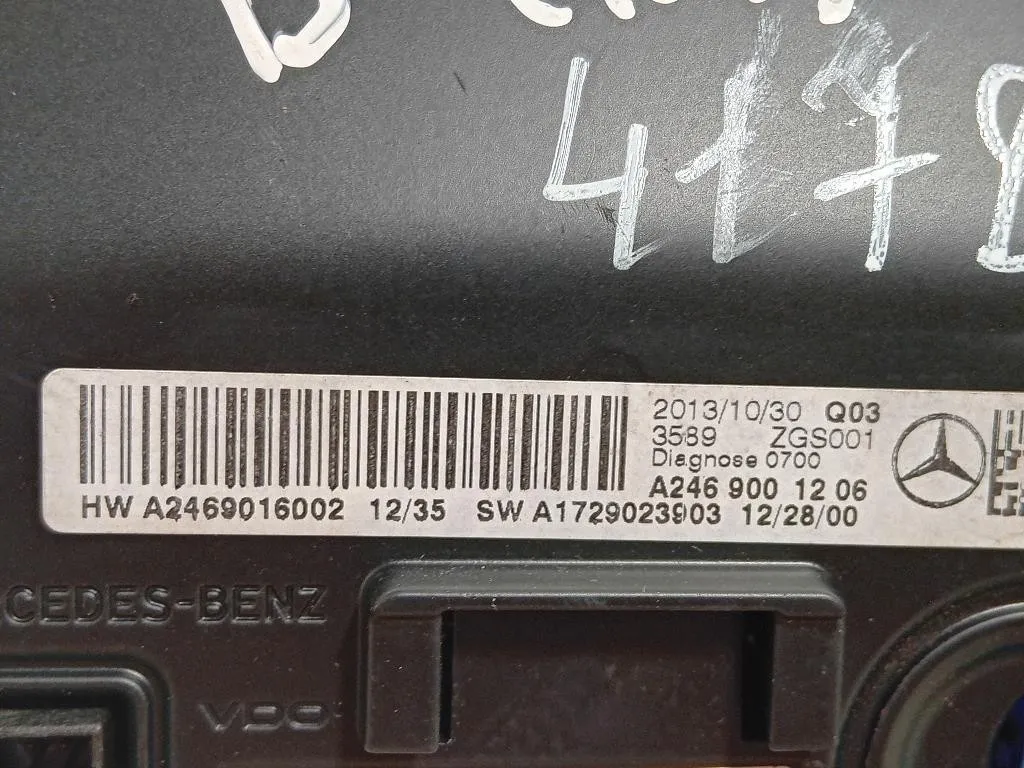 4178
2013/10/30 Q03
3589 ZGS001
Diagnose 0700
A246 900 12 06
HW A2469016002 12/35 SW A1729023903 12/28/00
CEDES-BENZ
VDO